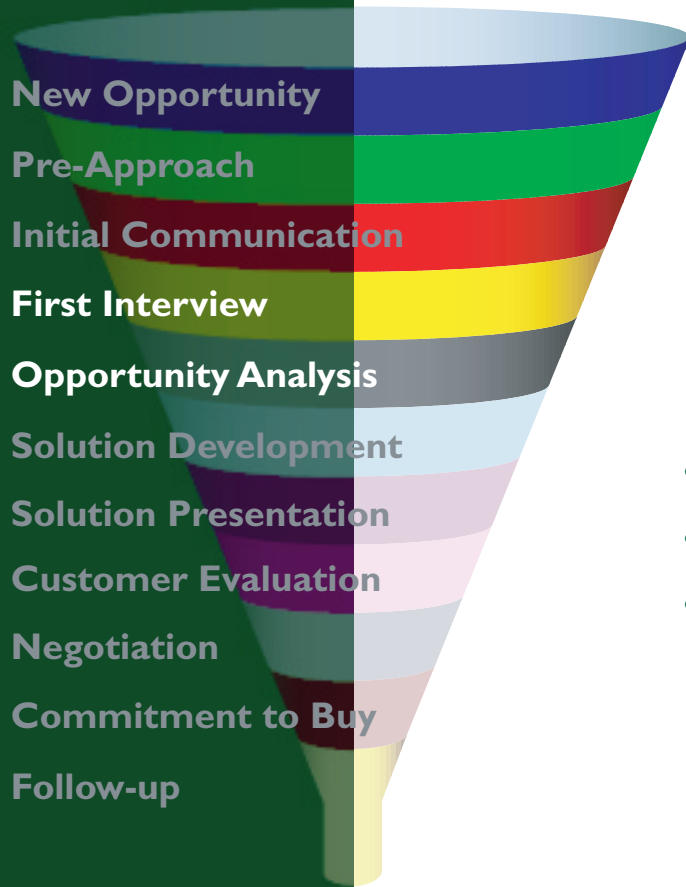 New Opportunity
Pre-Approach
Initial Communication
First Interview
Opportunity Analysis
Solution Development
Solution Presentation
Customer Evaluation
Negotiation
Commitment to Buy
Follow-up